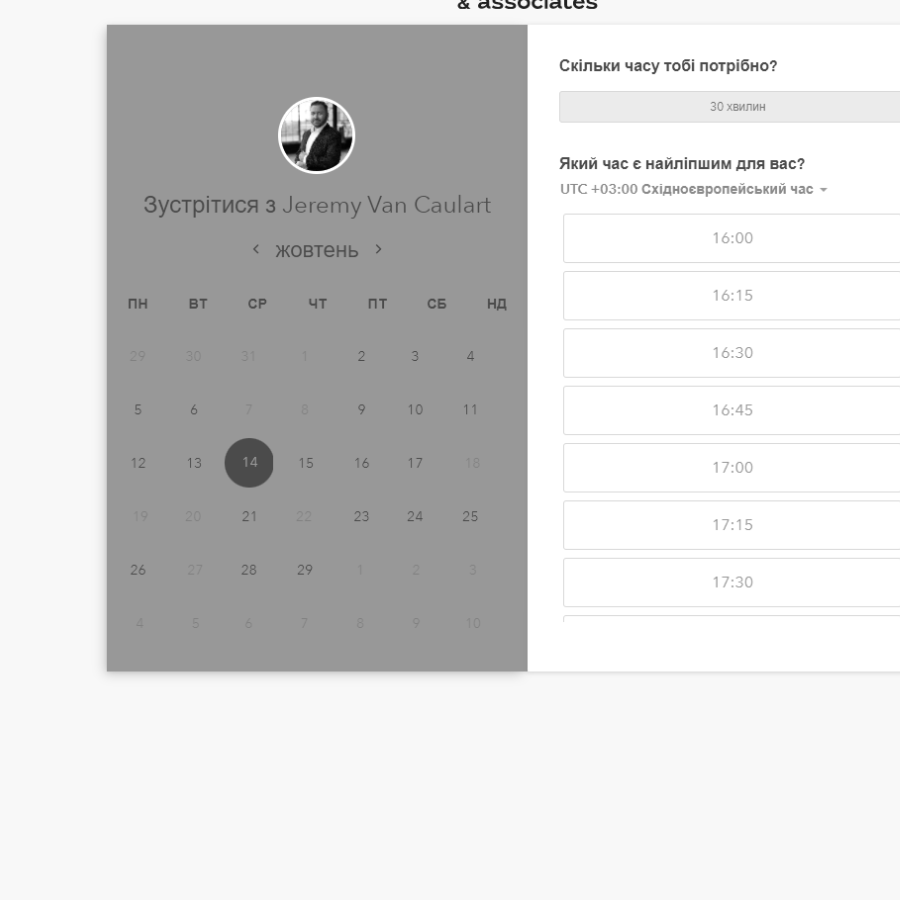 & associates
Зустрітися з Jeremy Van Caulart
жовтень
ПН ВТ СР ЧТ ПТ СБ НД
29 30 31 1 2 3 4
5 6 7 8 9 10 11
12 13 14 15 16 17 18
19 20 21 22 23 24 25
26 27 28 29 1 2 3
4 5 6 7 8 9 10
Скільки часу тобі потрібно?
30 хвилин
Який час є найліпшим для вас?
UTC +03:00 Східноєвропейський час
16:00
16:15
16:30
16:45
17:00
17:15
17:30